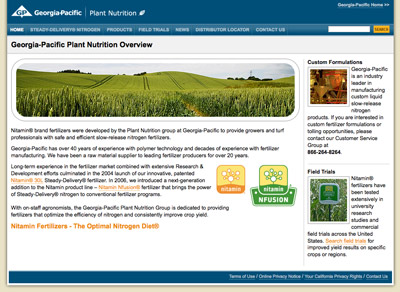 Georgia-Pacific Home >>
GP Georgia-Pacific Plant Nutrition
HOME STEADY-DELIVERY® NITROGEN PRODUCTS FIELD TRIALS NEWS DISTRIBUTOR LOCATOR CONTACT US SEARCH
Georgia-Pacific Plant Nutrition Overview
Nitamin® brand fertilizers were developed by the Plant Nutrition group at Georgia-Pacific to provide growers and turf
professionals with safe and efficient slow-release nitrogen fertilizers.
Georgia-Pacific has over 40 years of experience with polymer technology and decades of experience with fertilizer
manufacturing. We have been a raw material supplier to leading fertilizer producers for over 20 years.
Long-term experience in the fertilizer market combined with extensive Research &
Development efforts culminated in the 2004 launch of our innovative, patented
Nitamin® 30L Steady-Delivery® fertilizer. In 2006, we introduced a next-generation
addition to the Nitamin product line – Nitamin Nfusion® fertilizer that brings the power
of Steady-Delivery® nitrogen to conventional fertilizer programs.
nitamin
nitamin
NFUSION
With on-staff agronomists, the Georgia-Pacific Plant Nutrition Group is dedicated to providing
fertilizers that optimize the efficiency of nitrogen and consistently improve crop yield.
Nitamin Fertilizers - The Optimal Nitrogen Diet®
Custom Formulations
Georgia-Pacific
is an industry
leader in
manufacturing
custom liquid
slow-release
nitrogen
products. If you are interested in
custom fertilizer formulations or
tolling opportunities, please
contact our Customer Service
Group at
866-264-8264.
Field Trials
Nitamin®
fertilizers have
been tested
extensively in
university
research studies
and commercial
field trials across the United
States. Search field trials for
improved yield results on specific
crops or regions.
Terms of Use / Online Privacy Notice / Your California Privacy Rights / Contact Us